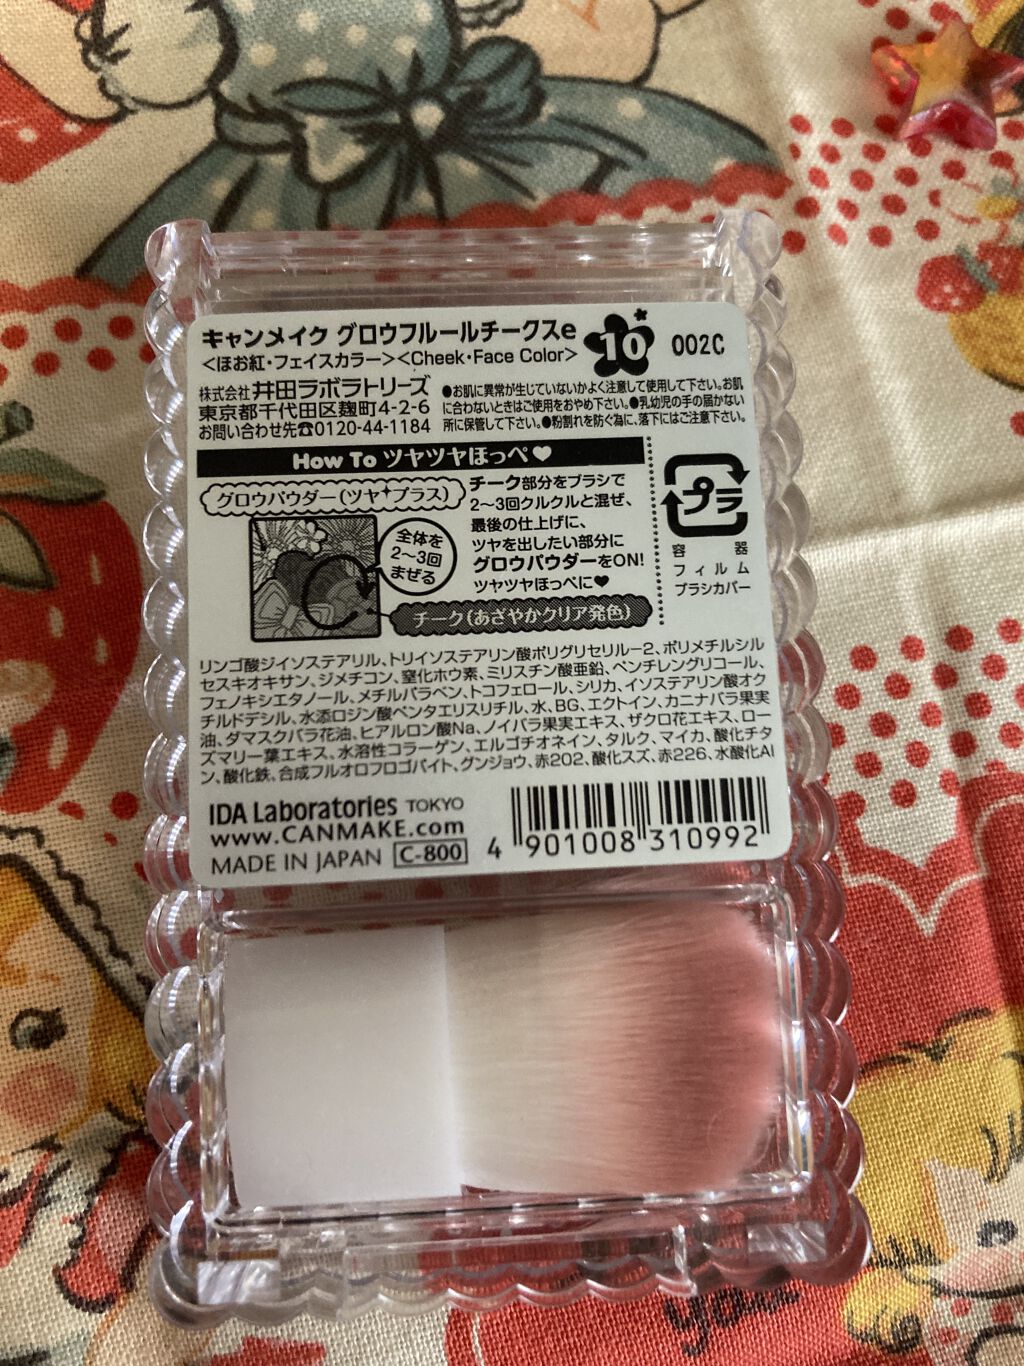 キャンメイク グロウフルールチークスe
<ほお紅・フェイスカラー><Cheek・Face Color>
10
002C
株式会社 井田ラボラトリーズ
東京都千代田区麹町4-2-6
お問い合わせ先☎0120-44-1184
●お肌に異常が生じていないかよく注意して使用して下さい。お肌
に合わないときはご使用をおやめ下さい。●乳幼児の手の届かない
所に保管して下さい。●粉割れを防ぐ為に、落下にはご注意下さい。
How To ツヤツヤほっぺ♥
グロウパウダー(ツヤ✦プラス)
全体を
2〜3回
まぜる
チーク(あざやかクリア発色)
チーク部分をブラシで
2〜3回クルクルと混ぜ、
最後の仕上げに、
ツヤを出したい部分に
グロウパウダーをON!
ツヤツヤほっぺに♥
プラ
容器
フィルム
ブラシカバー
リンゴ酸ジイソステアリル、トリイソステアリン酸ポリグリセリル-2、ポリメチルシル
セスキオキサン、ジメチコン、窒化ホウ素、ミリスチン酸亜鉛、ペンチレングリコール、
フェノキシエタノール、メチルパラベン、トコフェロール、シリカ、イソステアリン酸オク
チルドデシル、水添ロジン酸ペンタエリスリチル、水、BG、エクトイン、カニナバラ果実
油、ダマスクバラ花油、ヒアルロン酸Na、ノイバラ果実エキス、ザクロ花エキス、ロー
ズマリー葉エキス、水溶性コラーゲン、エルゴチオネイン、タルク、マイカ、酸化チタ
ン、酸化鉄、合成フルオロフロゴパイト、グンジョウ、赤202、酸化スズ、赤226、水酸化Al
IDA Laboratories TOKYO
www.CANMAKE.com
MADE IN JAPAN C-800
4 901008 310992
you